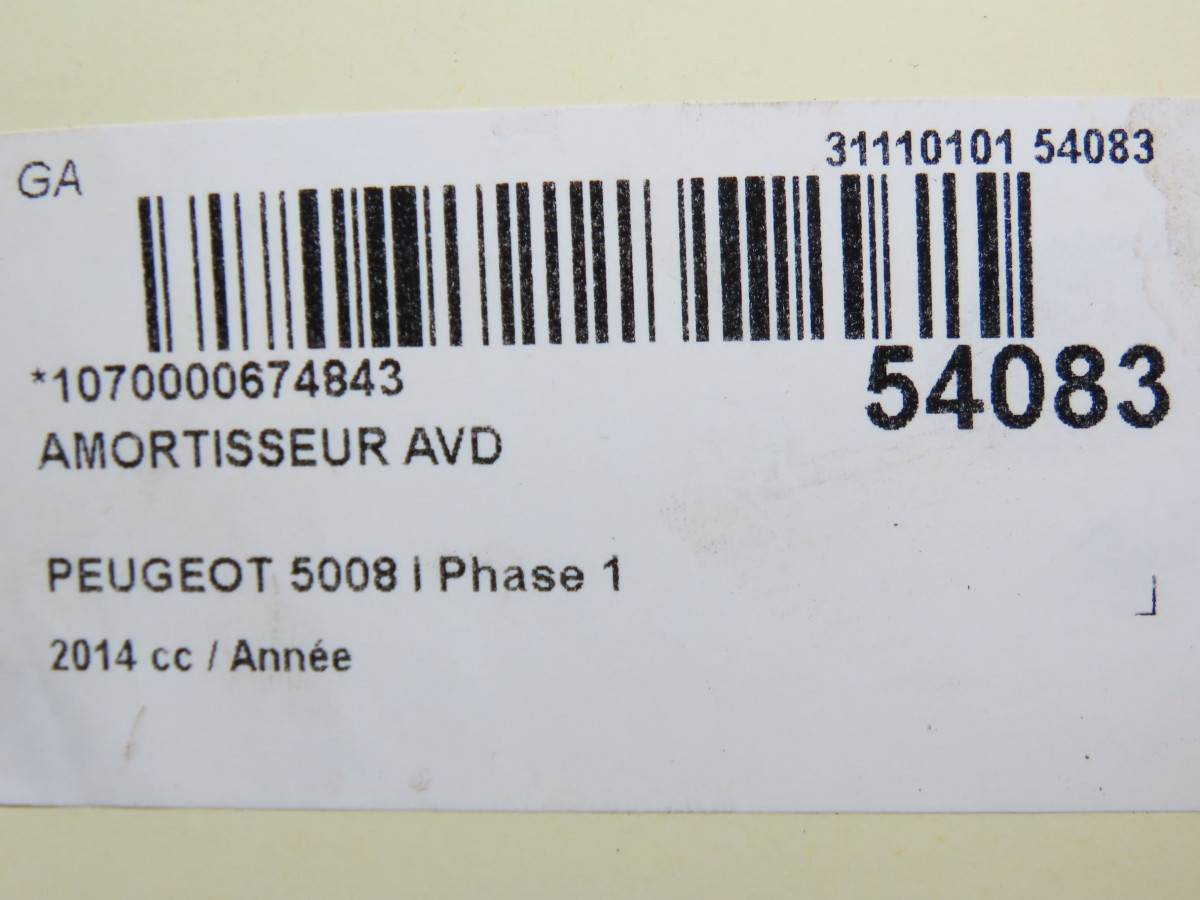 GA
31110101 54083
*1070000674843
54083
AMORTISSEUR AVD
PEUGEOT 5008 I Phase 1
2014 cc / Année